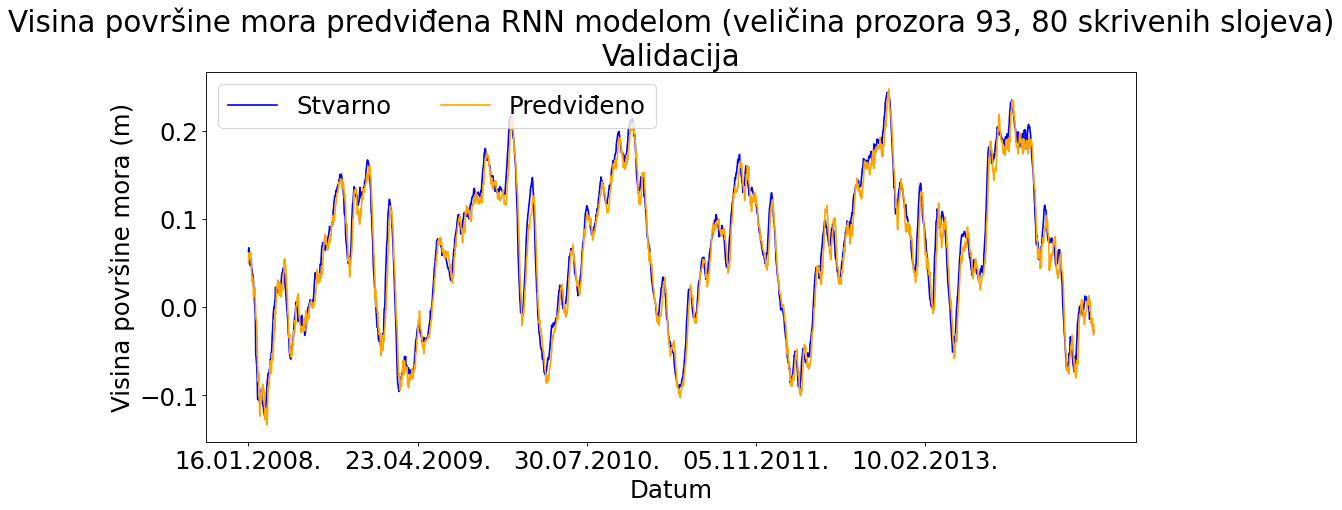 Visina površine mora predviđena RNN modelom (veličina prozora 93, 80 skrivenih slojeva)
Validacija
Stvarno Predviđeno
Visina površine mora (m)
0.2
0.1
0.0
−0.1
16.01.2008. 23.04.2009. 30.07.2010. 05.11.2011. 10.02.2013.
Datum